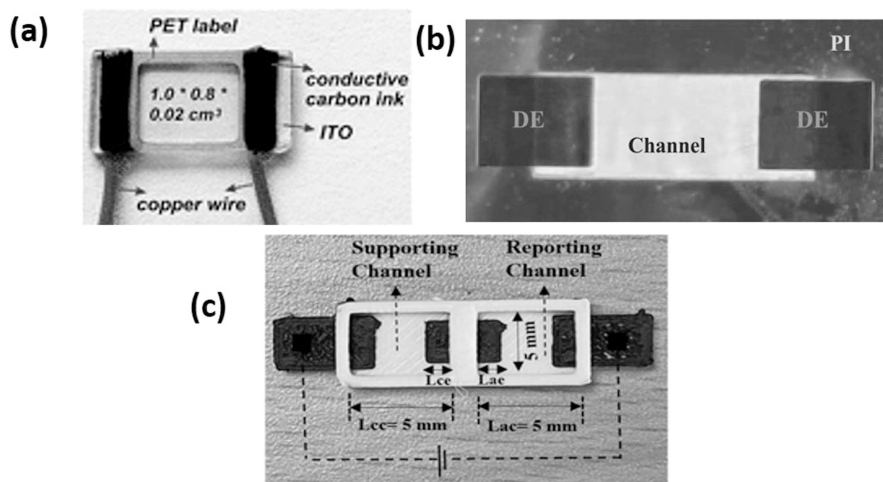 (a)
PET label
1.0 * 0.8 *
0.02 cm³
conductive
carbon ink
ITO
copper wire
(b)
PI
DE
DE
Channel
(c)
Supporting
Channel
Reporting
Channel
5 mm
Lce
Lae
Lcc= 5 mm
Lac= 5 mm